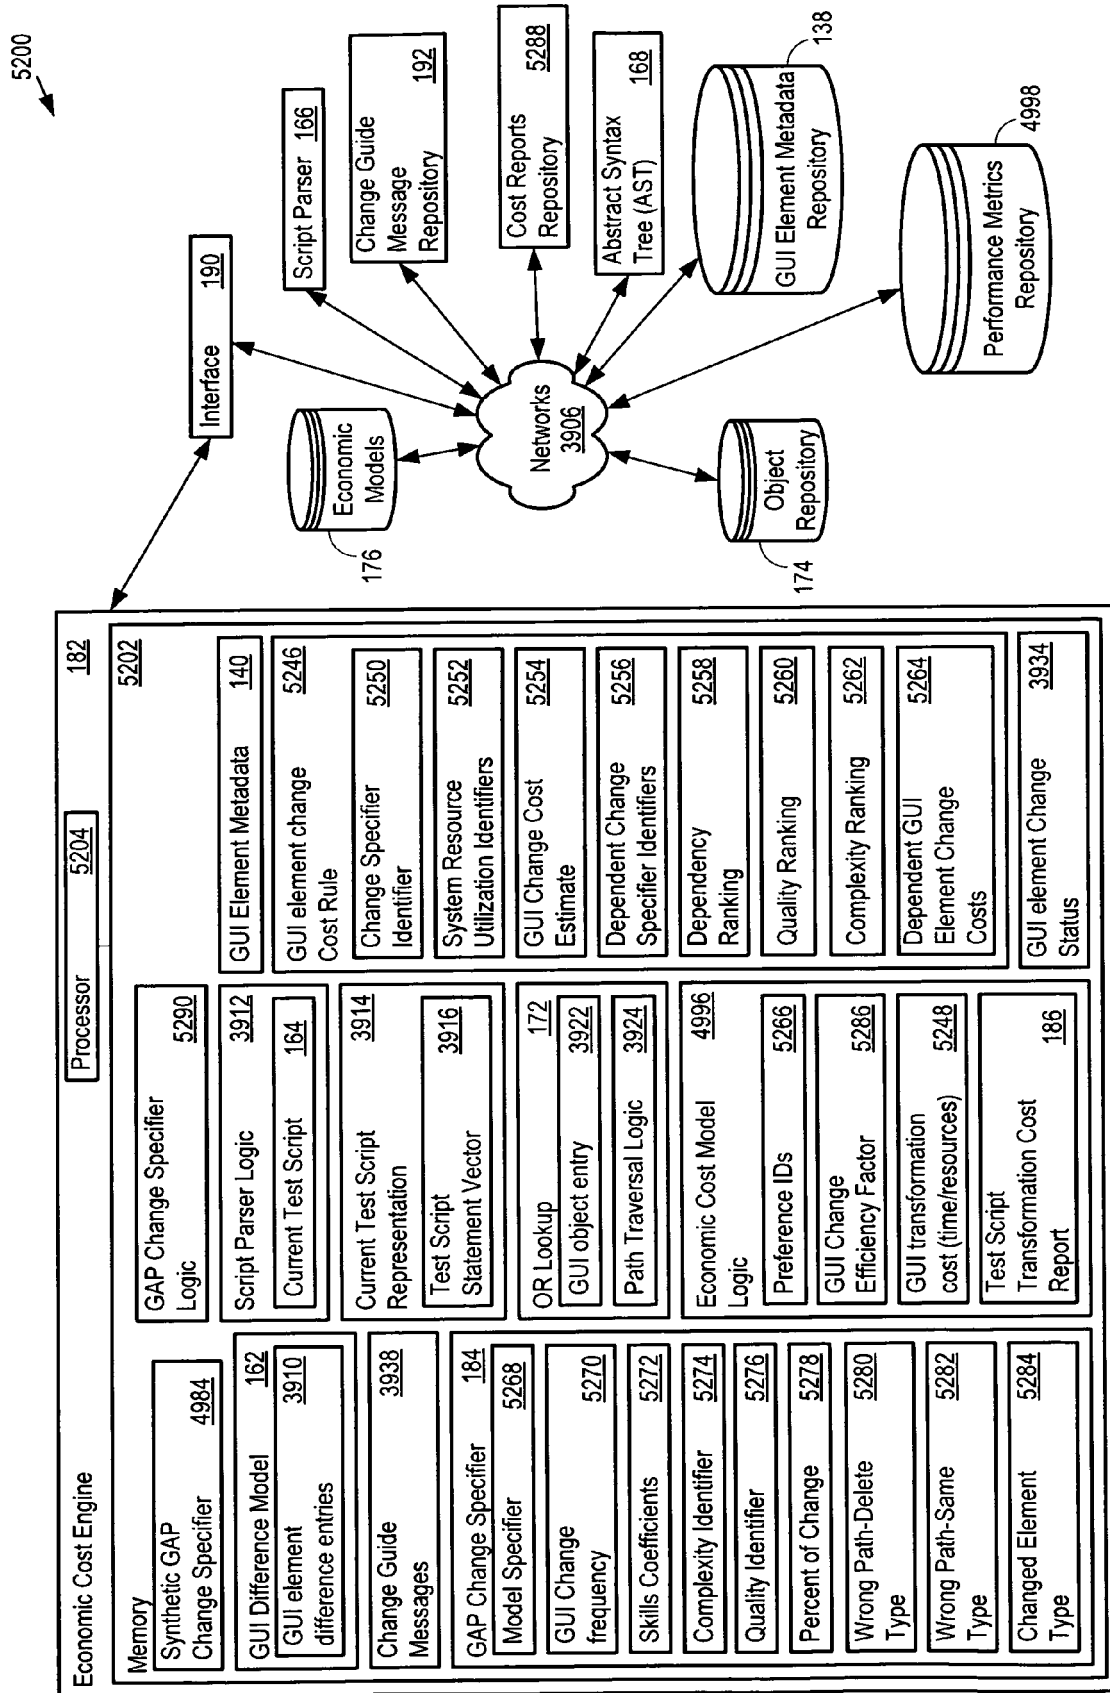 5200
Economic Cost Engine
182
Processor 5204
Memory
5202
Synthetic GAP
Change Specifier 4984
GUI Difference Model 162
GUI element 3910
difference entries
Change Guide 3938
Messages
GAP Change Specifier 184
Model Specifier 5268
GUI Change 5270
frequency
Skills Coefficients 5272
Complexity Identifier 5274
Quality Identifier 5276
Percent of Change 5278
Wrong Path-Delete 5280
Type
Wrong Path-Same 5282
Type
Changed Element 5284
Type
GAP Change Specifier
Logic 5290
Script Parser Logic 3912
Current Test Script 164
Current Test Script 3914
Representation
Test Script 3916
Statement Vector
OR Lookup 172
GUI object entry 3922
Path Traversal Logic 3924
Economic Cost Model 4996
Logic
Preference IDs 5266
GUI Change 5286
Efficiency Factor
GUI transformation 5248
cost (time/resources)
Test Script
Transformation Cost
Report 186
GUI Element Metadata 140
GUI element change 5246
Cost Rule
Change Specifier 5250
Identifier
System Resource 5252
Utilization Identifiers
GUI Change Cost 5254
Estimate
Dependent Change 5256
Specifier Identifiers
Dependency 5258
Ranking
Quality Ranking 5260
Complexity Ranking 5262
Dependent GUI 5264
Element Change
Costs
GUI element Change 3934
Status
Interface 190
Economic
Models
176
Networks
3906
Object
Repository
174
Script Parser 166
Change Guide
Message 192
Repository
Cost Reports 5288
Repository
Abstract Syntax 168
Tree (AST)
GUI Element Metadata
Repository
138
Performance Metrics
Repository
4998